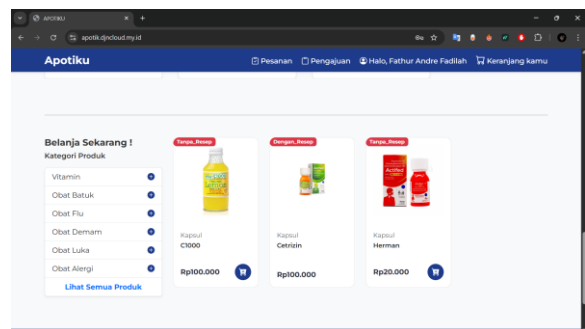 APOTIKU
apotik.djncloud.my.id
Apotiku
Pesanan
Pengajuan
Halo, Fathur Andre Fadilah
Keranjang kamu
Belanja Sekarang !
Kategori Produk
Vitamin
Obat Batuk
Obat Flu
Obat Demam
Obat Luka
Obat Alergi
Lihat Semua Produk
Tanpa_Resep
Kapsul
C1000
Rp100.000
Dengan_Resep
Kapsul
Cetrizin
Rp100.000
Tanpa_Resep
Actifed
Kapsul
Herman
Rp20.000